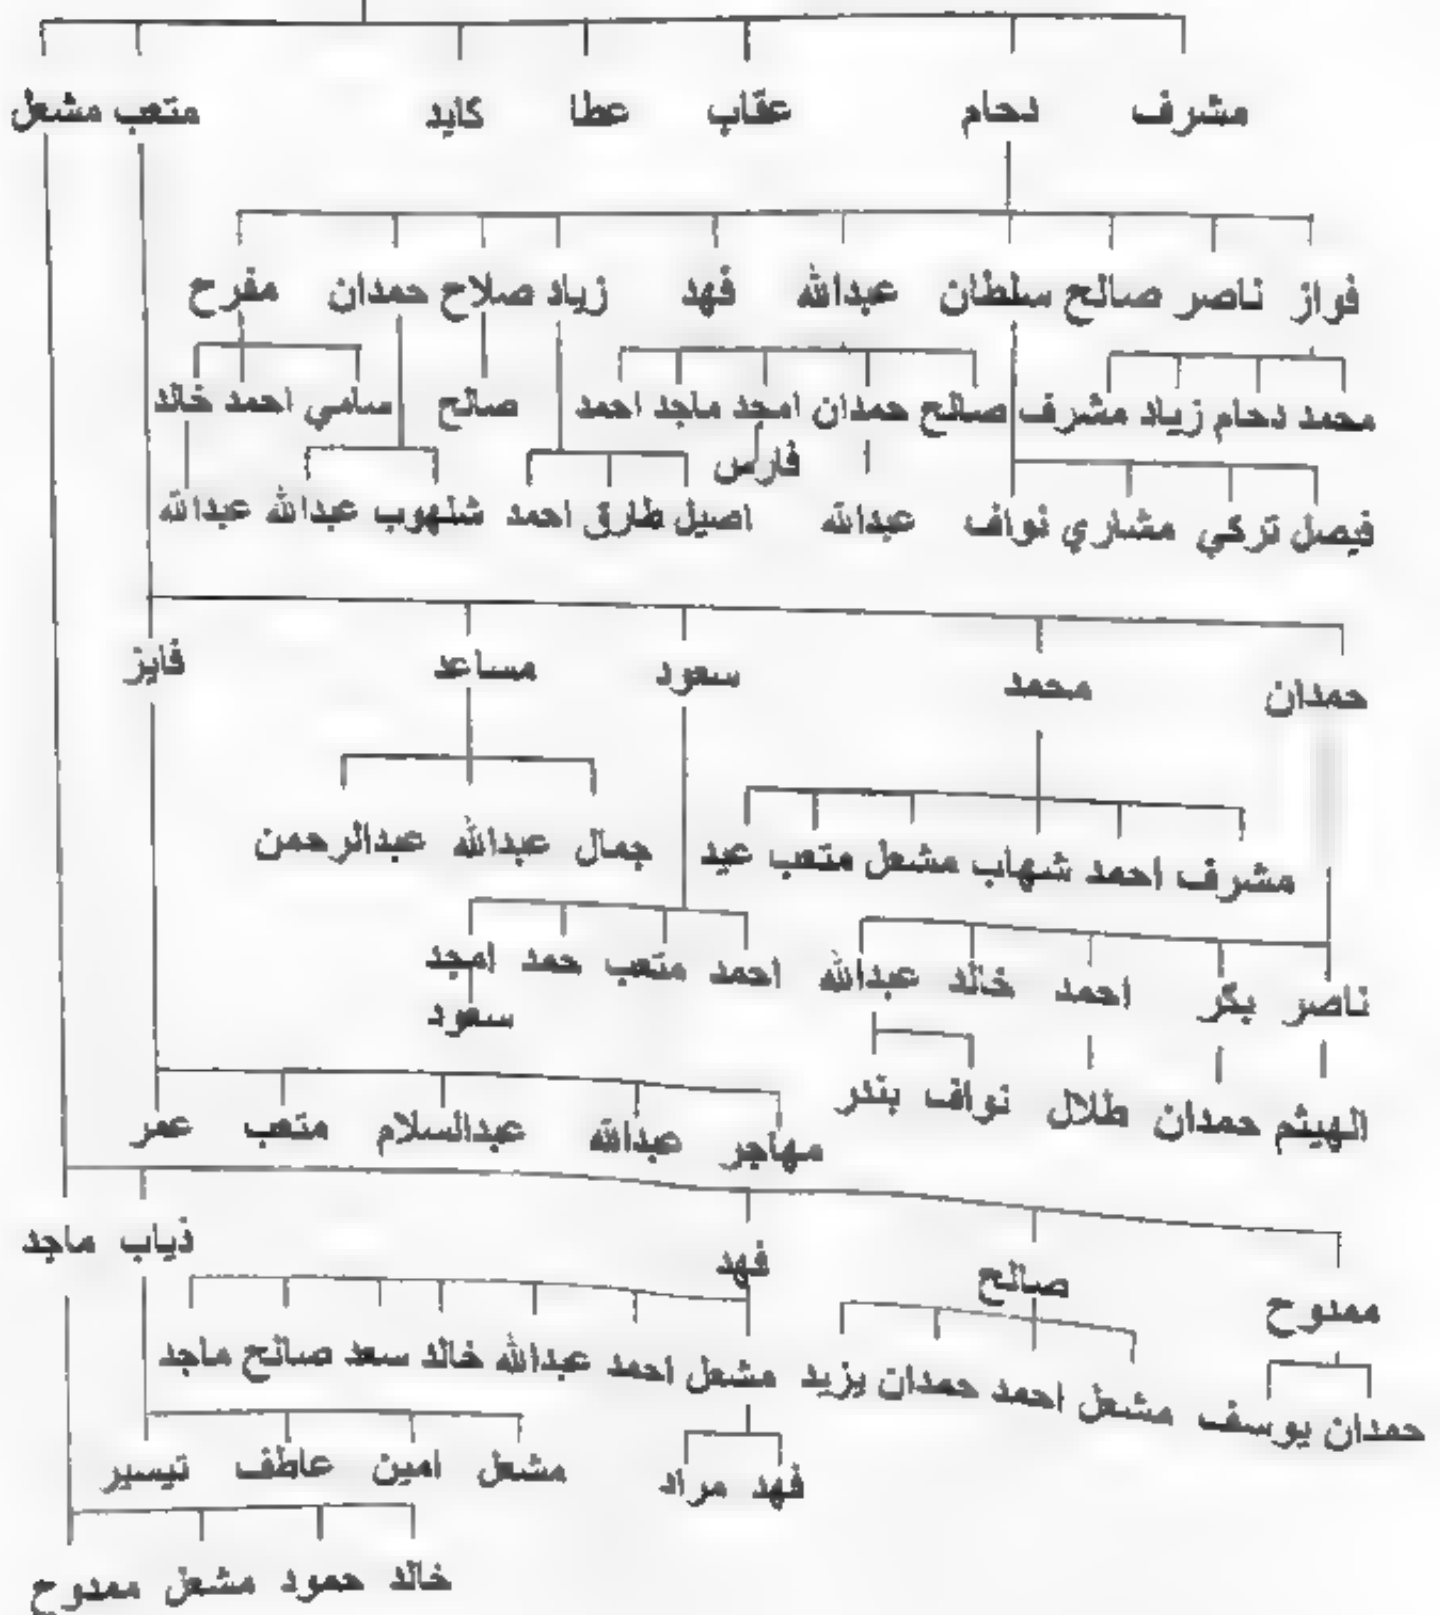 مشرف دحام عقاب عطا كايد متعب مشعل
فواز ناصر صالح سلطان عبدالله فهد زياد صلاح حمدان مفرح
محمد دحام زياد مشرف صالح حمدان امجد ماجد احمد صالح سامي احمد خالد
فارس
فيصل تركي مشاري نواف عبدالله اصيل طارق احمد شلهوب عبدالله عبدالله
حمدان محمد سعود مساعد فايز
مشرف احمد شهاب مشعل متعب عيد جمال عبدالله عبدالرحمن
ناصر بكر احمد خالد عبدالله احمد متعب حمد امجد
سعود
الهيثم حمدان طلال نواف بندر
مهاجر عبدالله عبدالسلام متعب عمر
ممدوح صالح فهد ذياب ماجد
حمدان يوسف مشعل احمد حمدان يزيد مشعل احمد عبدالله خالد سعد صالح ماجد
فهد مراد مشعل امين عاطف تيسير
خالد حمود مشعل ممدوح